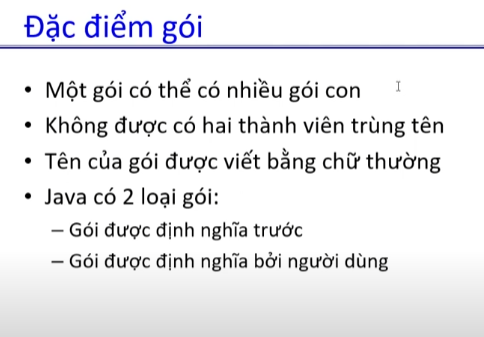 Đặc điểm gói
• Một gói có thể có nhiều gói con
• Không được có hai thành viên trùng tên
• Tên của gói được viết bằng chữ thường
• Java có 2 loại gói:
– Gói được định nghĩa trước
– Gói được định nghĩa bởi người dùng